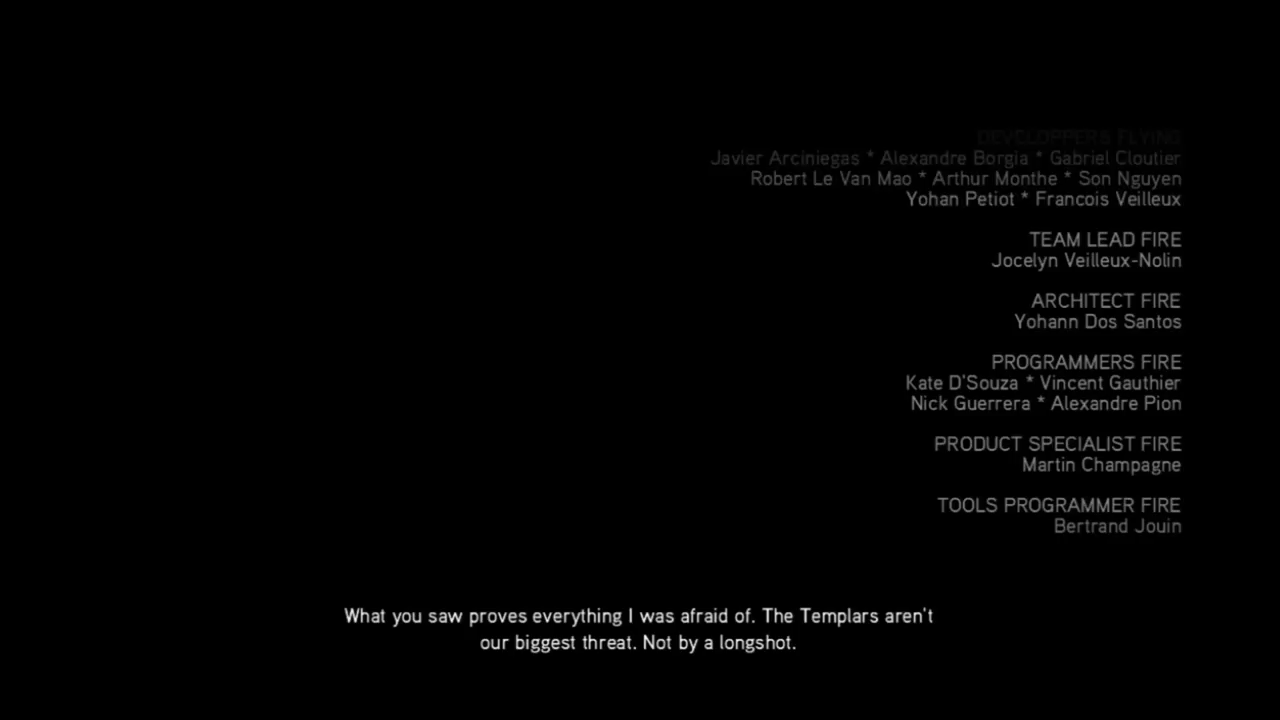 DEVELOPPERS FLYING
Javier Arciniegas * Alexandre Borgia * Gabriel Cloutier
Robert Le Van Mao * Arthur Monthe * Son Nguyen
Yohan Petiot * Francois Veilleux
TEAM LEAD FIRE
Jocelyn Veilleux-Nolin
ARCHITECT FIRE
Yohann Dos Santos
PROGRAMMERS FIRE
Kate D'Souza * Vincent Gauthier
Nick Guerrera * Alexandre Pion
PRODUCT SPECIALIST FIRE
Martin Champagne
TOOLS PROGRAMMER FIRE
Bertrand Jouin
What you saw proves everything I was afraid of. The Templars aren't
our biggest threat. Not by a longshot.